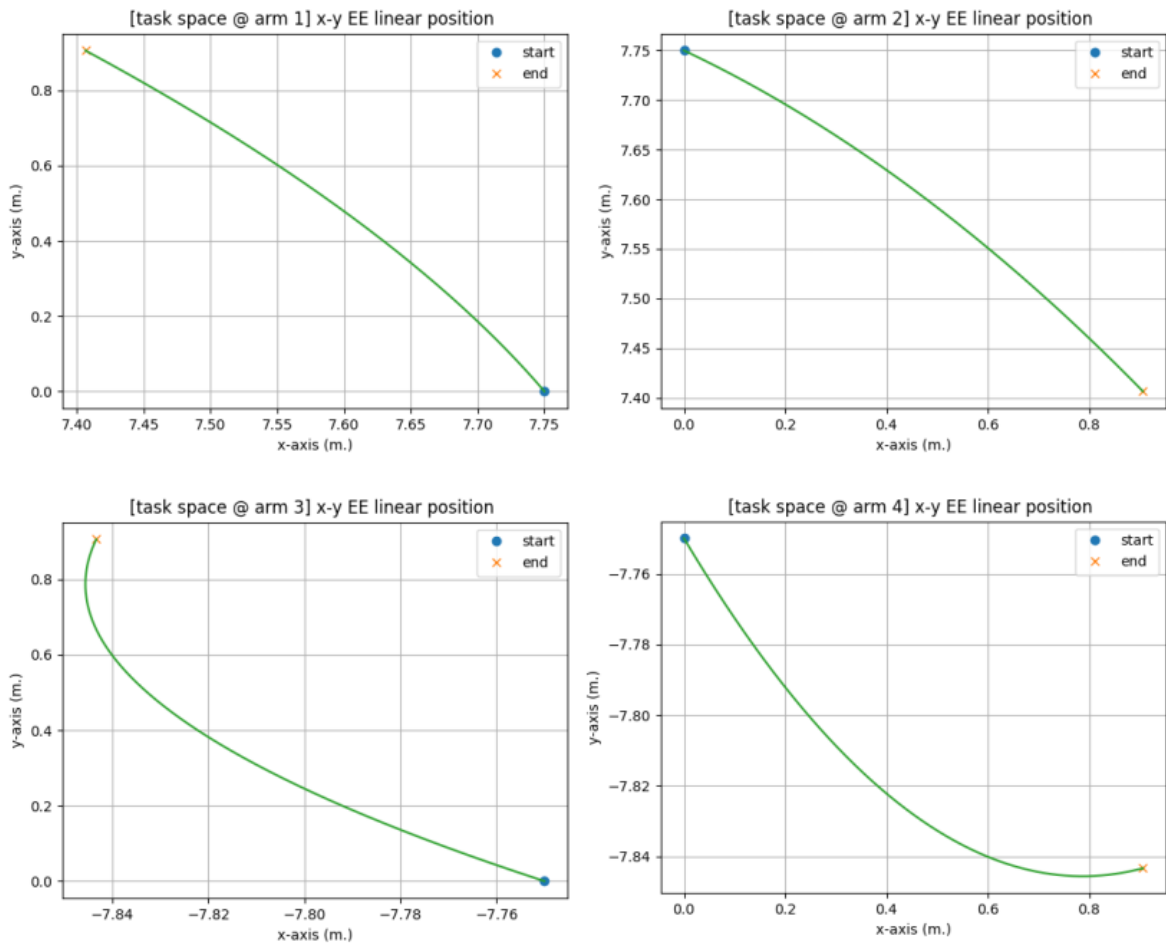 [task space @ arm 1] x-y EE linear position
start
end
0.8
0.6
0.4
0.2
0.0
y-axis (m.)
7.40 7.45 7.50 7.55 7.60 7.65 7.70 7.75
x-axis (m.)
[task space @ arm 2] x-y EE linear position
start
end
7.75
7.70
7.65
7.60
7.55
7.50
7.45
7.40
y-axis (m.)
0.0 0.2 0.4 0.6 0.8
x-axis (m.)
[task space @ arm 3] x-y EE linear position
start
end
0.8
0.6
0.4
0.2
0.0
y-axis (m.)
−7.84 −7.82 −7.80 −7.78 −7.76
x-axis (m.)
[task space @ arm 4] x-y EE linear position
start
end
−7.76
−7.78
−7.80
−7.82
−7.84
y-axis (m.)
0.0 0.2 0.4 0.6 0.8
x-axis (m.)